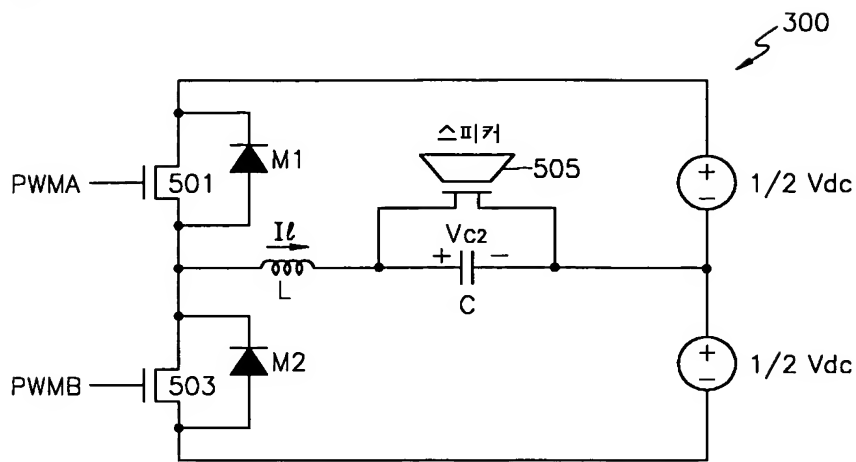 300
스피커
505
M1
PWMA
501
+
-
1/2 Vdc
Iℓ
VC2
+ -
L
C
M2
PWMB
503
+
-
1/2 Vdc